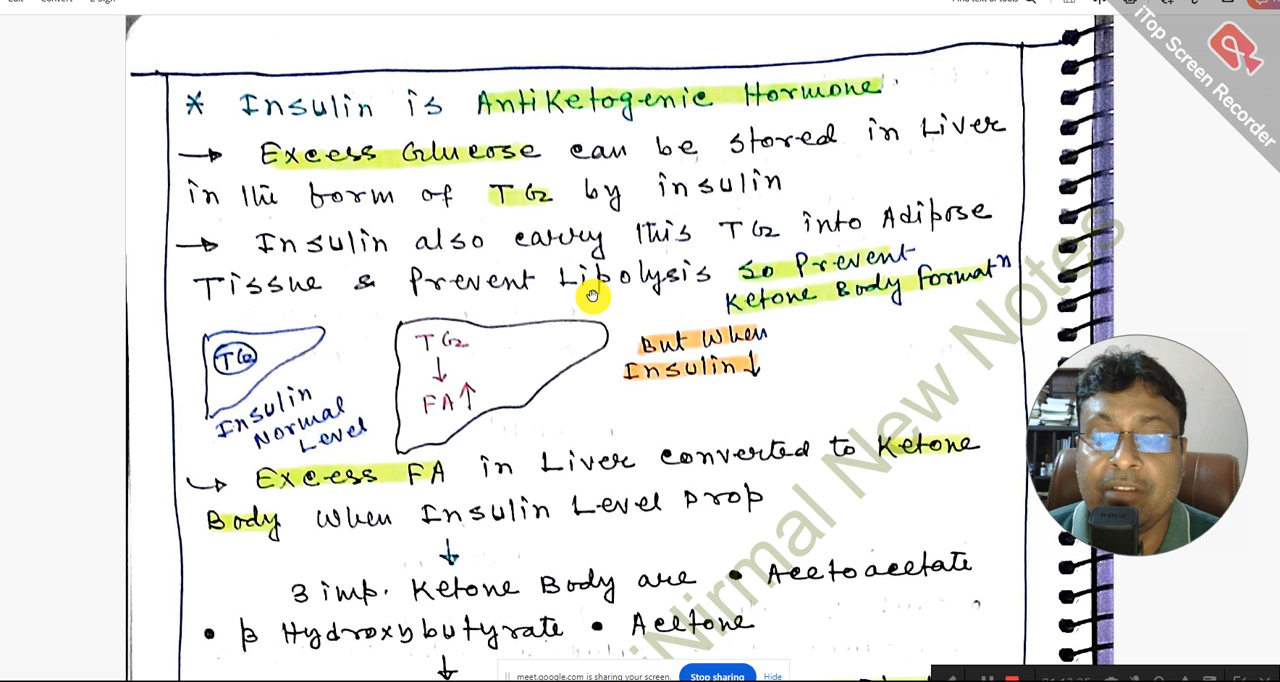 iTop Screen Recorder
* Insulin is AntiKetogenic Hormone
→ Excess Glucose can be stored in Liver
in the form of TG by insulin
→ Insulin also carry this TG into Adipose
Tissue & Prevent Libolysis So Prevent
Ketone Body Formatⁿ
TG
Insulin
Normal
Level
TG
↓
FA↑
But When
Insulin↓
↳ Excess FA in Liver converted to Ketone
Body When Insulin Level Drop
↓
3 imp. Ketone Body are • Acetoacetate
• β Hydroxybutyrate • Acetone
↓
Nirmal New Notes
meet.google.com is sharing your screen.
Stop sharing
Hide